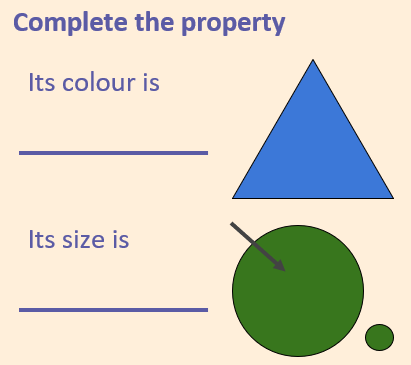 Complete the property
Its colour is
Its size is